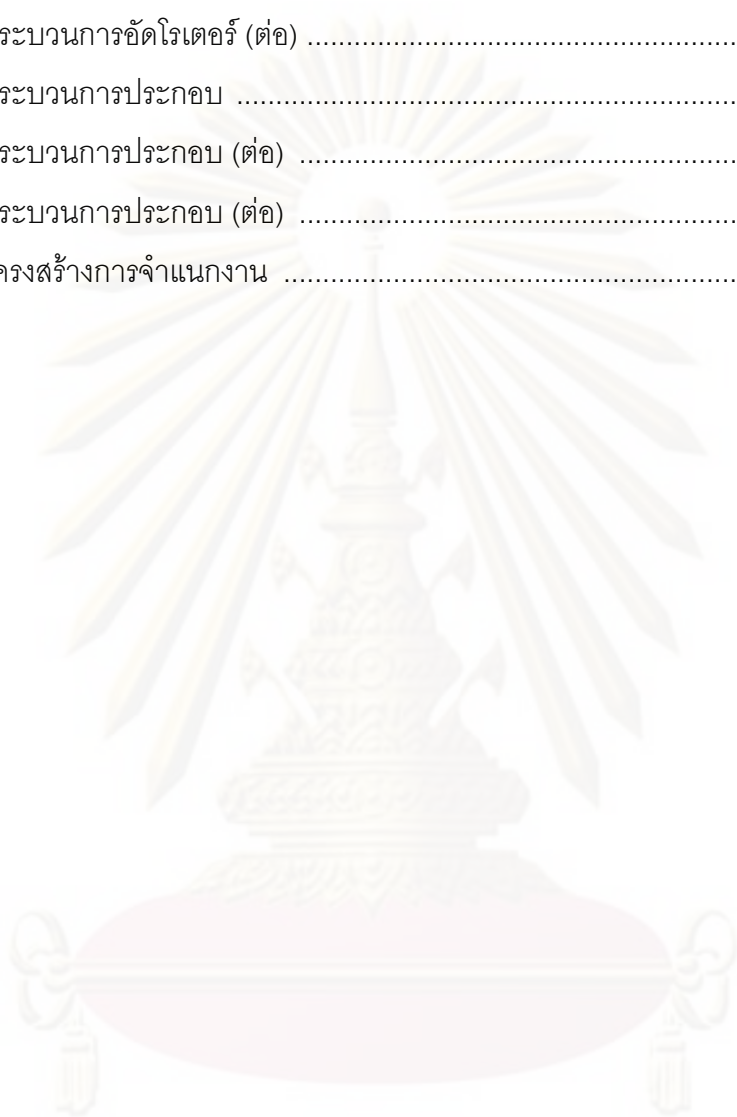 ระบวนการอัดโรเตอร์ (ต่อ) ........................................................
ระบวนการประกอบ .................................................................
ระบวนการประกอบ (ต่อ) .........................................................
ระบวนการประกอบ (ต่อ) .........................................................
ครงสร้างการจำแนกงาน ...........................................................